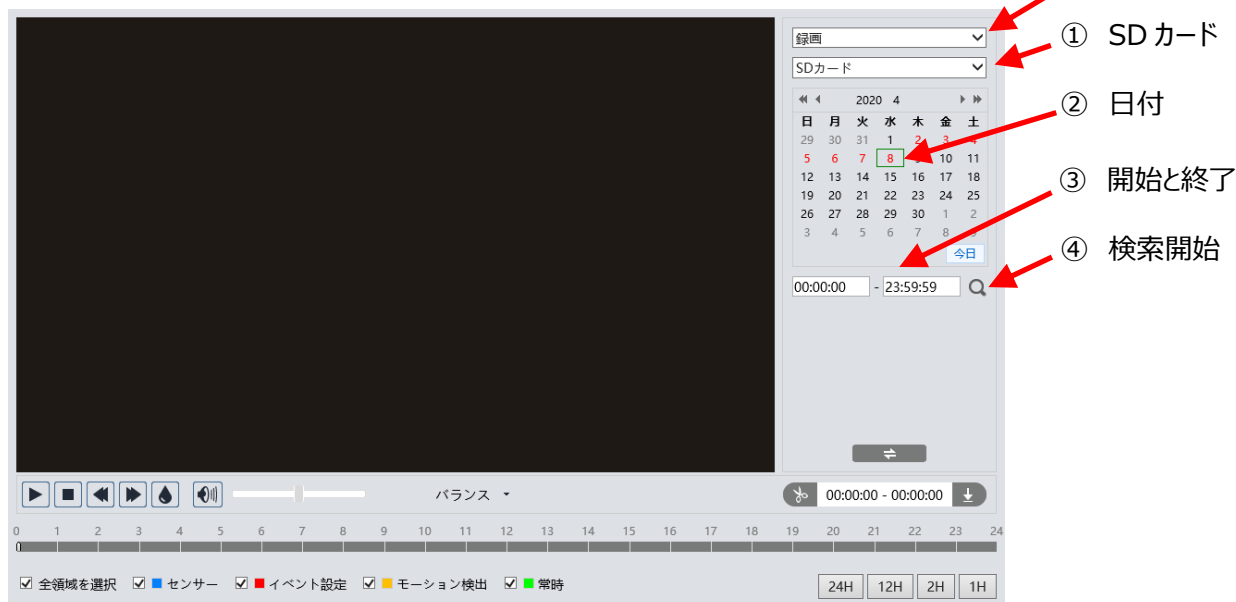 録画
① SD カード
SDカード
2020 4
② 日付
日 月 火 水 木 金 土
29 30 31 1 2 3 4
5 6 7 8 9 10 11
12 13 14 15 16 17 18
③ 開始と終了
19 20 21 22 23 24 25
26 27 28 29 30 1 2
3 4 5 6 7 8
今日
④ 検索開始
00:00:00 - 23:59:59
バランス
00:00:00 - 00:00:00
0 1 2 3 4 5 6 7 8 9 10 11 12 13 14 15 16 17 18 19 20 21 22 23 24
全領域を選択 センサー イベント設定 モーション検出 常時
24H 12H 2H 1H